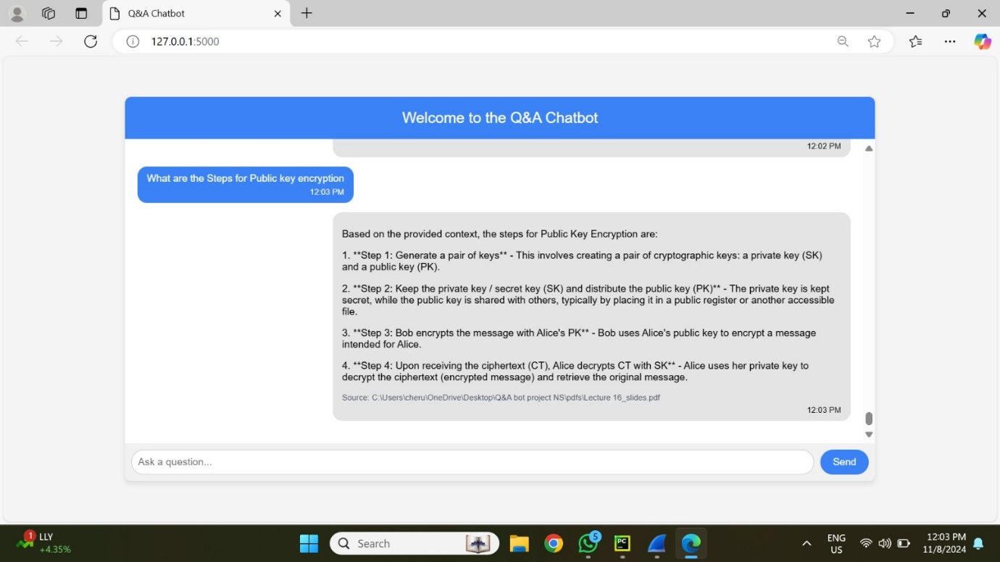 Q&A Chatbot
127.0.0.1:5000
Welcome to the Q&A Chatbot
12:02 PM
What are the Steps for Public key encryption
12:03 PM
Based on the provided context, the steps for Public Key Encryption are:
1. **Step 1: Generate a pair of keys** - This involves creating a pair of cryptographic keys: a private key (SK)
and a public key (PK).
2. **Step 2: Keep the private key / secret key (SK) and distribute the public key (PK)** - The private key is kept
secret, while the public key is shared with others, typically by placing it in a public register or another accessible
file.
3. **Step 3: Bob encrypts the message with Alice's PK** - Bob uses Alice's public key to encrypt a message
intended for Alice.
4. **Step 4: Upon receiving the ciphertext (CT), Alice decrypts CT with SK** - Alice uses her private key to
decrypt the ciphertext (encrypted message) and retrieve the original message.
Source: C:\Users\cheru\OneDrive\Desktop\Q&A bot project NS\pdfs\Lecture 16_slides.pdf
12:03 PM
Ask a question...
Send
1
LLY
+4.35%
Search
5
PC
ENG
US
12:03 PM
11/8/2024